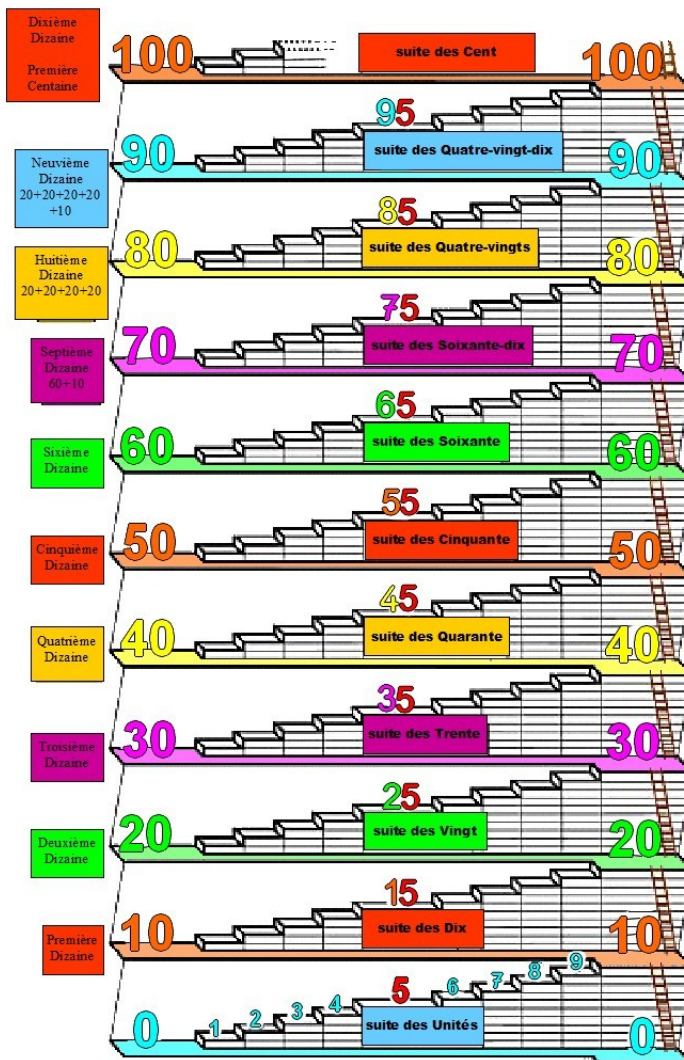 Dixième
Dizaine
Première
Centaine
100
suite des Cent
100
95
Neuvième
Dizaine
20+20+20+20
+10
90
suite des Quatre-vingt-dix
90
85
Huitième
Dizaine
20+20+20+20
80
suite des Quatre-vingts
80
75
Septième
Dizaine
60+10
70
suite des Soixante-dix
70
65
Sixième
Dizaine
60
suite des Soixante
60
55
Cinquième
Dizaine
50
suite des Cinquante
50
45
Quatrième
Dizaine
40
suite des Quarante
40
35
Troisième
Dizaine
30
suite des Trente
30
25
Deuxième
Dizaine
20
suite des Vingt
20
15
Première
Dizaine
10
suite des Dix
10
0
1
2
3
4
5
6
7
8
9
suite des Unités
0